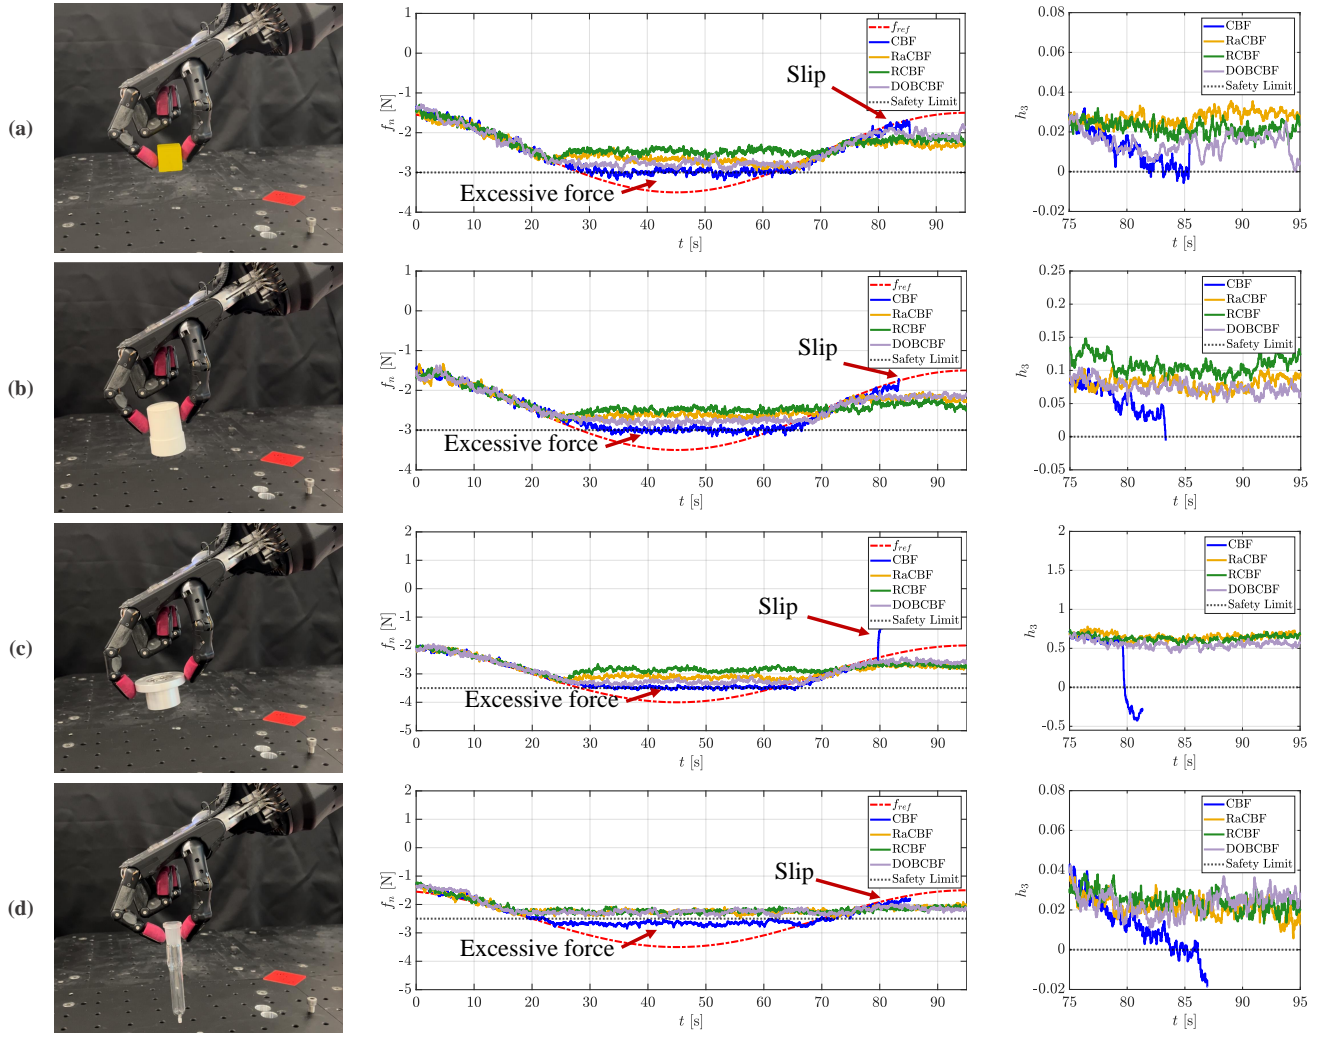 (a)
1
0
-1
-2
-3
-4
f_n [N]
0 10 20 30 40 50 60 70 80 90
t [s]
f_ref
CBF
RaCBF
RCBF
DOBCBF
Safety Limit
Slip
Excessive force
0.08
0.06
0.04
0.02
0
-0.02
h_3
75 80 85 90 95
t [s]
CBF
RaCBF
RCBF
DOBCBF
Safety Limit
(b)
1
0
-1
-2
-3
-4
f_n [N]
0 10 20 30 40 50 60 70 80 90
t [s]
f_ref
CBF
RaCBF
RCBF
DOBCBF
Safety Limit
Slip
Excessive force
0.25
0.2
0.15
0.1
0.05
0
-0.05
h_3
75 80 85 90 95
t [s]
CBF
RaCBF
RCBF
DOBCBF
Safety Limit
(c)
2
1
0
-1
-2
-3
-4
-5
f_n [N]
0 10 20 30 40 50 60 70 80 90
t [s]
f_ref
CBF
RaCBF
RCBF
DOBCBF
Safety Limit
Slip
Excessive force
2
1.5
1
0.5
0
-0.5
h_3
75 80 85 90 95
t [s]
CBF
RaCBF
RCBF
DOBCBF
Safety Limit
(d)
2
1
0
-1
-2
-3
-4
-5
f_n [N]
0 10 20 30 40 50 60 70 80 90
t [s]
f_ref
CBF
RaCBF
RCBF
DOBCBF
Safety Limit
Slip
Excessive force
0.08
0.06
0.04
0.02
0
-0.02
h_3
75 80 85 90 95
t [s]
CBF
RaCBF
RCBF
DOBCBF
Safety Limit